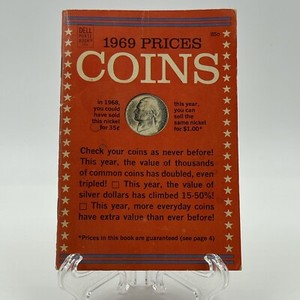 DELL
1969 PRICES
COINS
in 1968,
you could
have sold
this nickel
for 15¢
this year,
you can
sell the
same nickel
for $1.00*
Check your coins as never before!
This year, the value of thousands
of common coins has doubled, even
tripled! This year, the value of
silver dollars has climbed 15-50%!
This year, more everyday coins
have extra value than ever before!
*Prices in this book are guaranteed (see page 4)